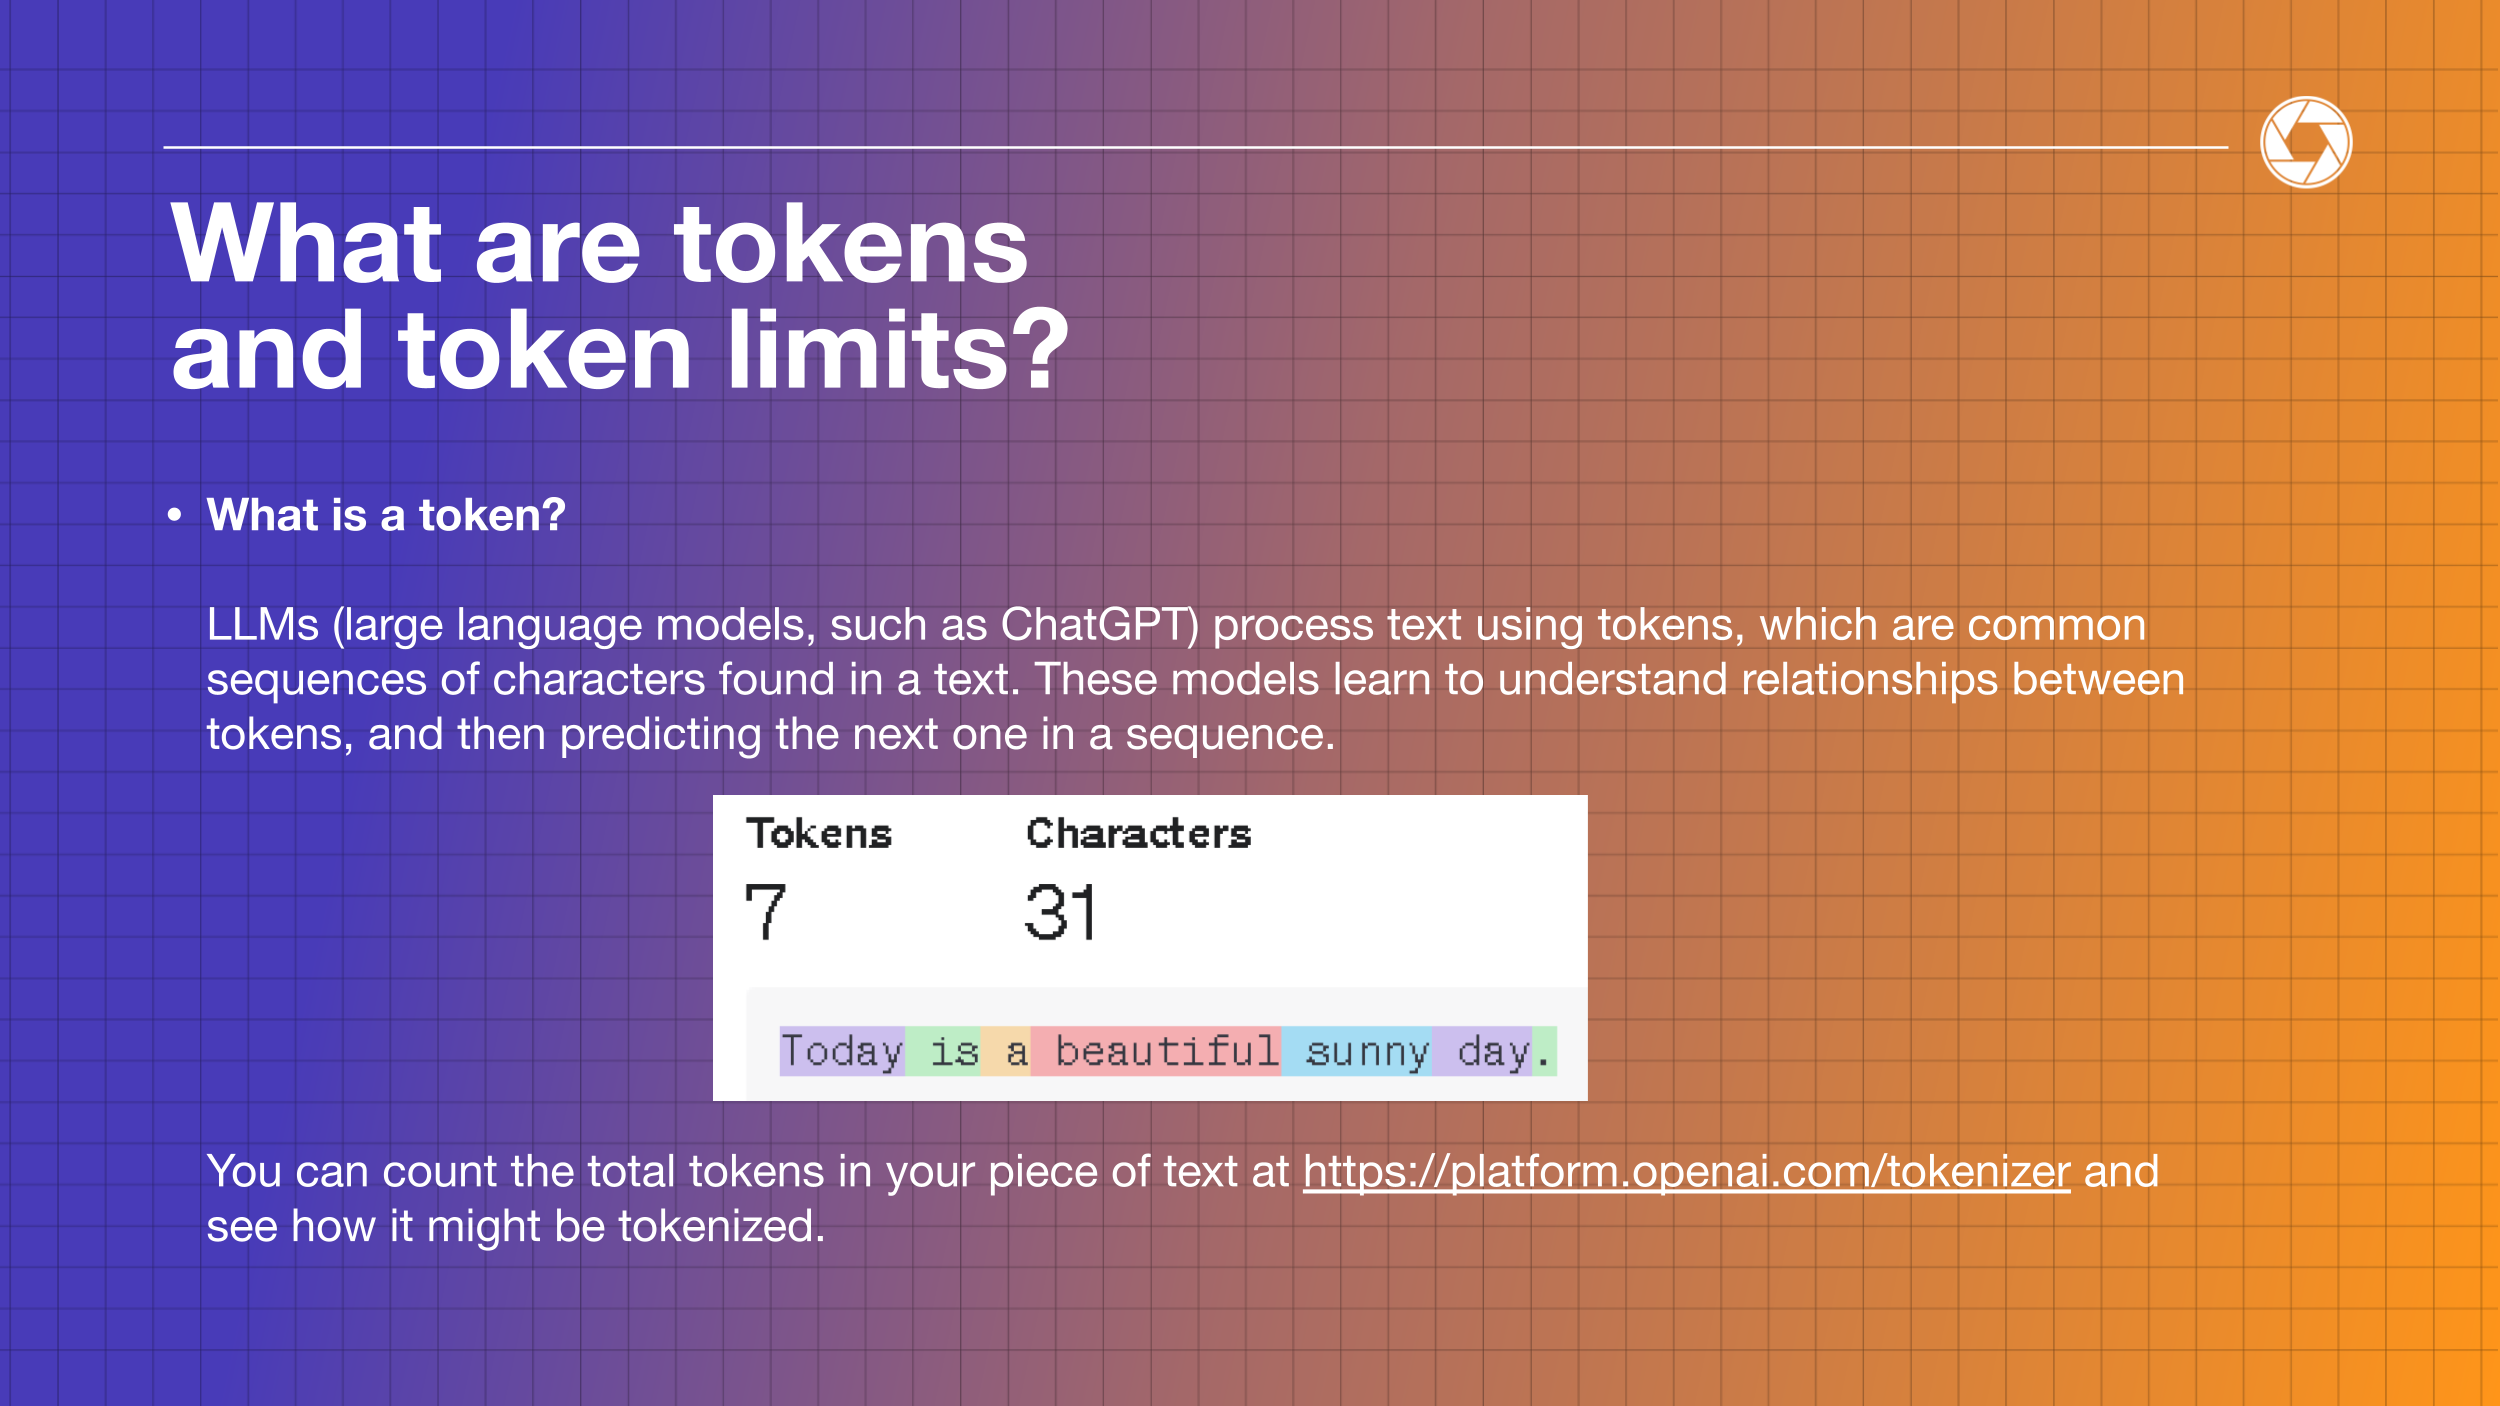 What are tokens
and token limits?
• What is a token?
LLMs (large language models, such as ChatGPT) process text using tokens, which are common
sequences of characters found in a text. These models learn to understand relationships between
tokens, and then predicting the next one in a sequence.
Tokens Characters
7 31
Today is a beautiful sunny day.
You can count the total tokens in your piece of text at https://platform.openai.com/tokenizer and
see how it might be tokenized.